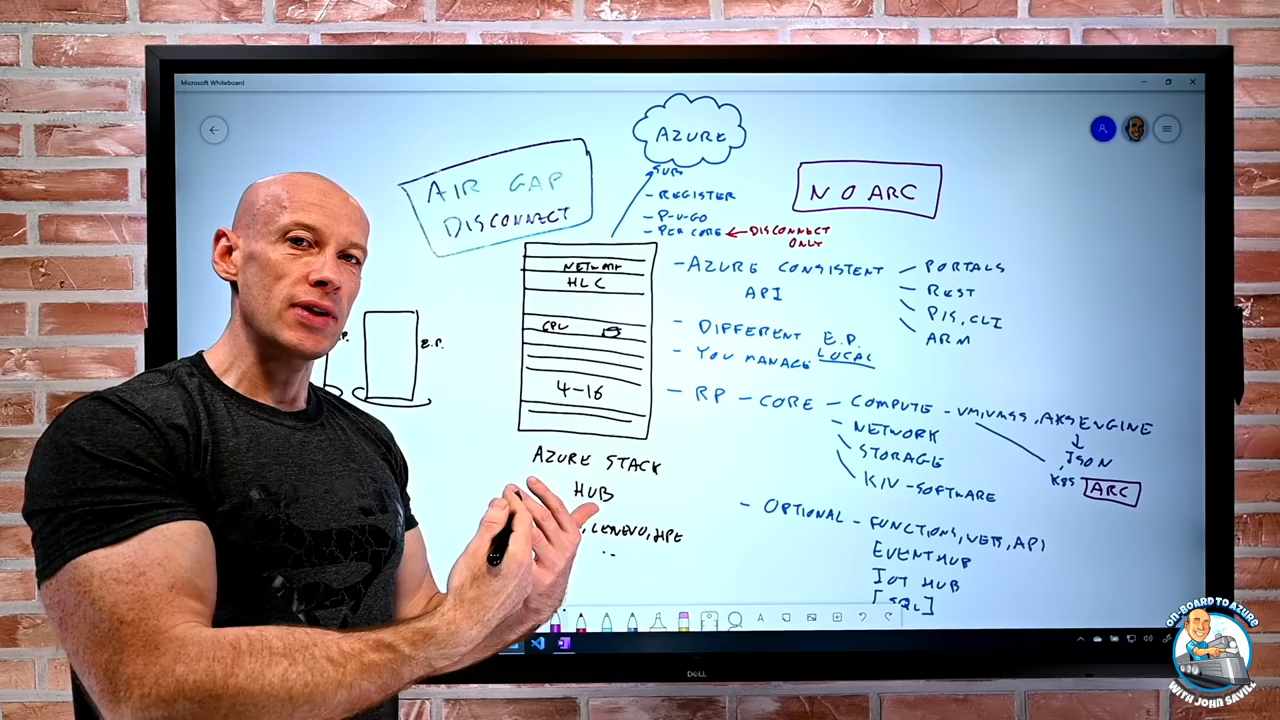 Microsoft Whiteboard
AZURE
SUB
- REGISTER
- P-U-GO
- PER CORE ← DISCONNECT
ONLY
AIR GAP
DISCONNECT
NO ARC
NETWORK
HLC
CPU
4-16
AZURE STACK
HUB
, LENOVO, HPE
..
E.P.
.P.
- AZURE CONSISTENT
API
- PORTALS
- REST
PS, CLI
ARM
- DIFFERENT E.P.
- YOU MANAGE LOCAL
- RP - CORE - COMPUTE - VM, VMSS, AKS ENGINE
- NETWORK
STORAGE
K/V - SOFTWARE
JSON
K8S ARC
- OPTIONAL - FUNCTIONS, WEB, API
EVENT HUB
IOT HUB
[SQL]
DELL
ON-BOARD TO AZURE
WITH JOHN SAVILL